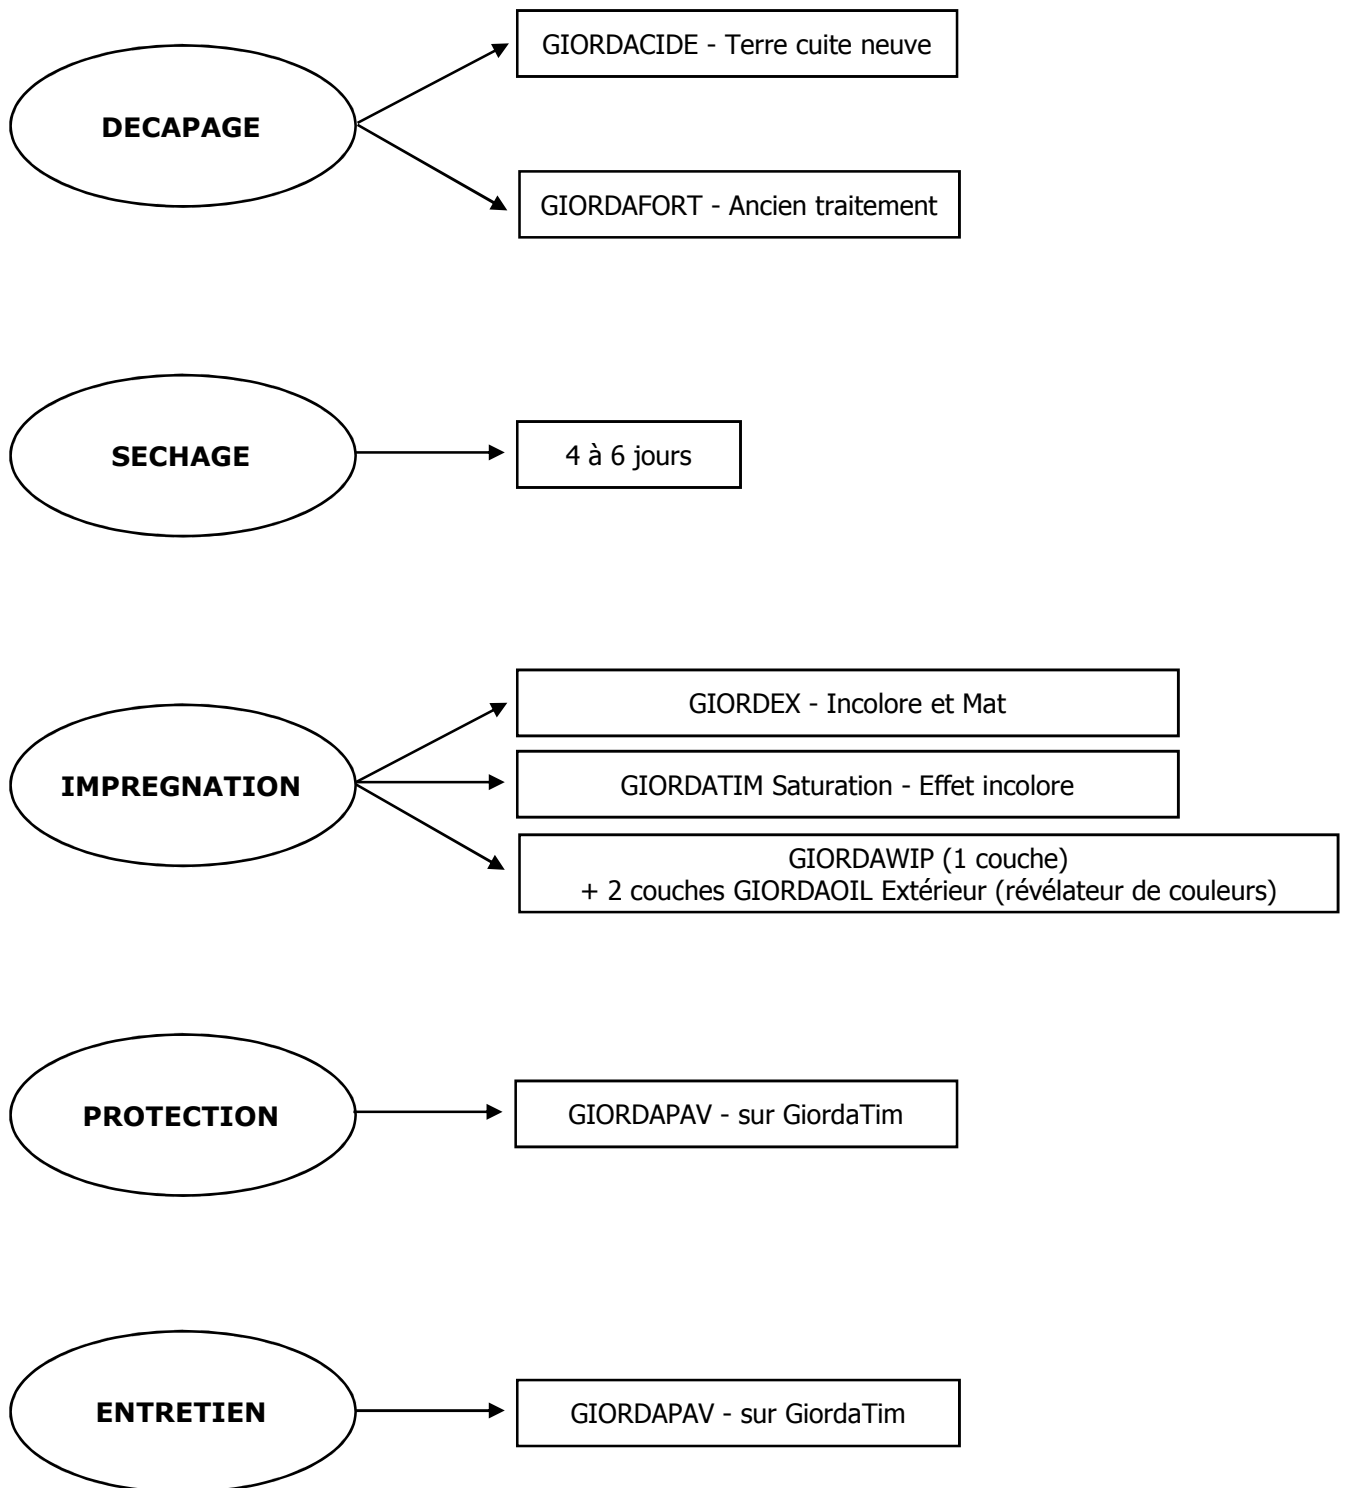 DECAPAGE
GIORDACIDE - Terre cuite neuve
GIORDAFORT - Ancien traitement
SECHAGE
4 à 6 jours
IMPREGNATION
GIORDEX - Incolore et Mat
GIORDATIM Saturation - Effet incolore
GIORDAWIP (1 couche)
+ 2 couches GIORDAOIL Extérieur (révélateur de couleurs)
PROTECTION
GIORDAPAV - sur GiordaTim
ENTRETIEN
GIORDAPAV - sur GiordaTim